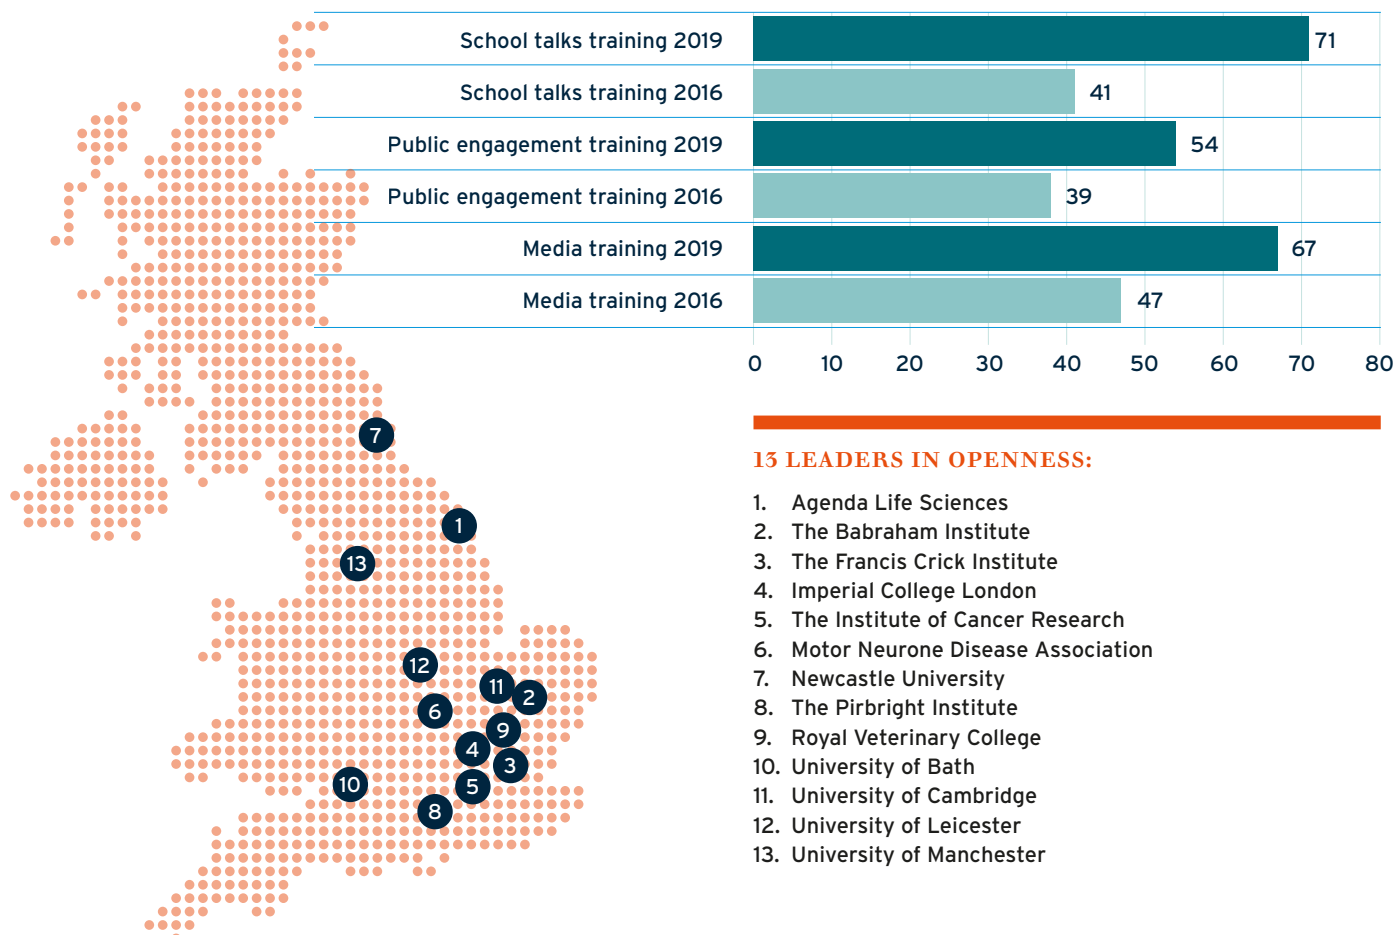 School talks training 2019 71
School talks training 2016 41
Public engagement training 2019 54
Public engagement training 2016 39
Media training 2019 67
Media training 2016 47
0 10 20 30 40 50 60 70 80
13 LEADERS IN OPENNESS:
1. Agenda Life Sciences
2. The Babraham Institute
3. The Francis Crick Institute
4. Imperial College London
5. The Institute of Cancer Research
6. Motor Neurone Disease Association
7. Newcastle University
8. The Pirbright Institute
9. Royal Veterinary College
10. University of Bath
11. University of Cambridge
12. University of Leicester
13. University of Manchester
7
1
13
12
11
2
6
9
4
3
10
5
8